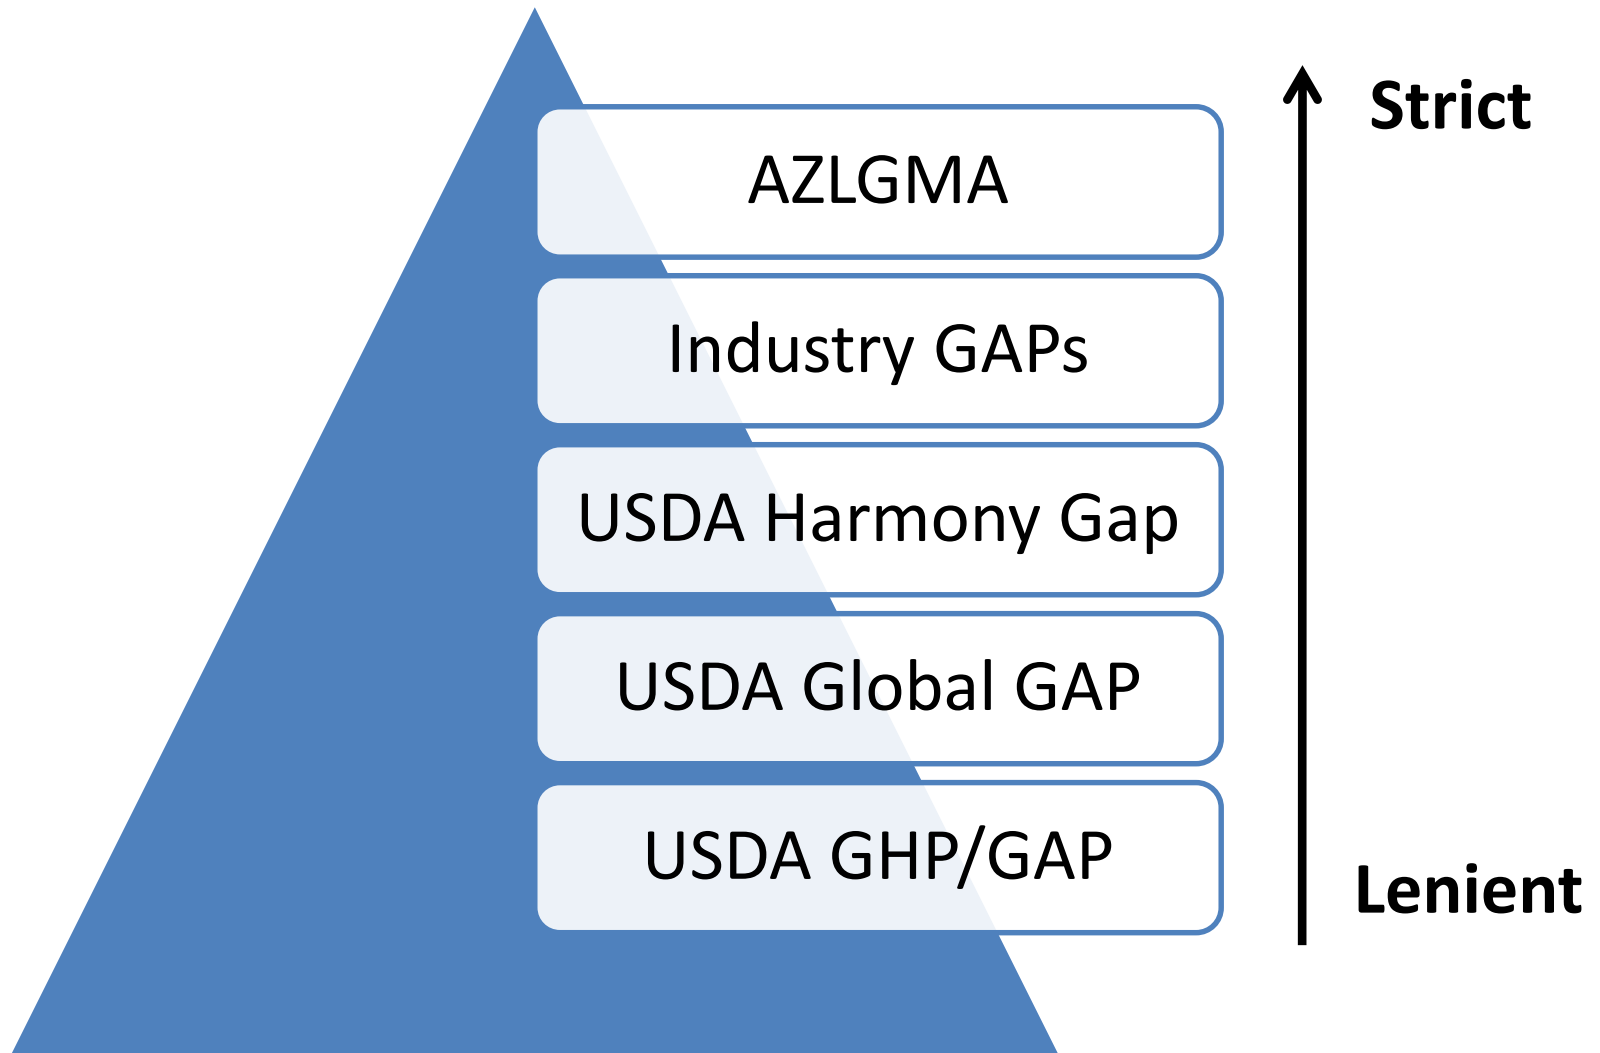 Strict
AZLGMA
Industry GAPs
USDA Harmony Gap
USDA Global GAP
USDA GHP/GAP
Lenient